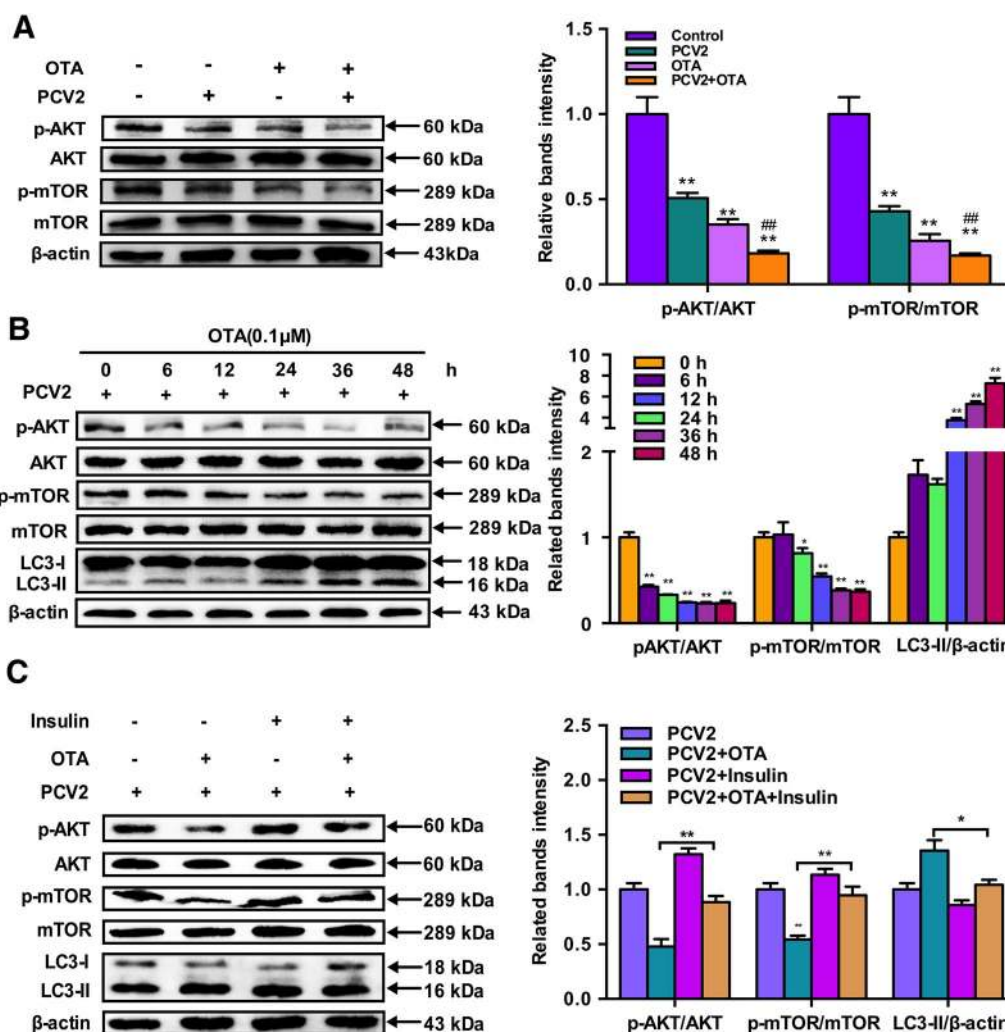 A
OTA - - + +
PCV2 - + - +
p-AKT 60 kDa
AKT 60 kDa
p-mTOR 289 kDa
mTOR 289 kDa
β-actin 43kDa
Relative bands intensity
1.5
1.0
0.5
0.0
Control
PCV2
OTA
PCV2+OTA
** ** ## **
** ** ## **
p-AKT/AKT p-mTOR/mTOR
B
OTA(0.1μM)
0 6 12 24 36 48 h
PCV2 + + + + + +
p-AKT 60 kDa
AKT 60 kDa
p-mTOR 289 kDa
mTOR 289 kDa
LC3-I 18 kDa
LC3-II 16 kDa
β-actin 43 kDa
Related bands intensity
10
8
6
4
2
1
0
0 h
6 h
12 h
24 h
36 h
48 h
** ** ** ** **
* ** ** **
** ** **
pAKT/AKT p-mTOR/mTOR LC3-II/β-actin
C
Insulin - - + +
OTA - + - +
PCV2 + + + +
p-AKT 60 kDa
AKT 60 kDa
p-mTOR 289 kDa
mTOR 289 kDa
LC3-I 18 kDa
LC3-II 16 kDa
β-actin 43 kDa
Related bands intensity
2.5
2.0
1.5
1.0
0.5
0.0
PCV2
PCV2+OTA
PCV2+Insulin
PCV2+OTA+Insulin
**
** **
*
p-AKT/AKT p-mTOR/mTOR LC3-II/β-actin